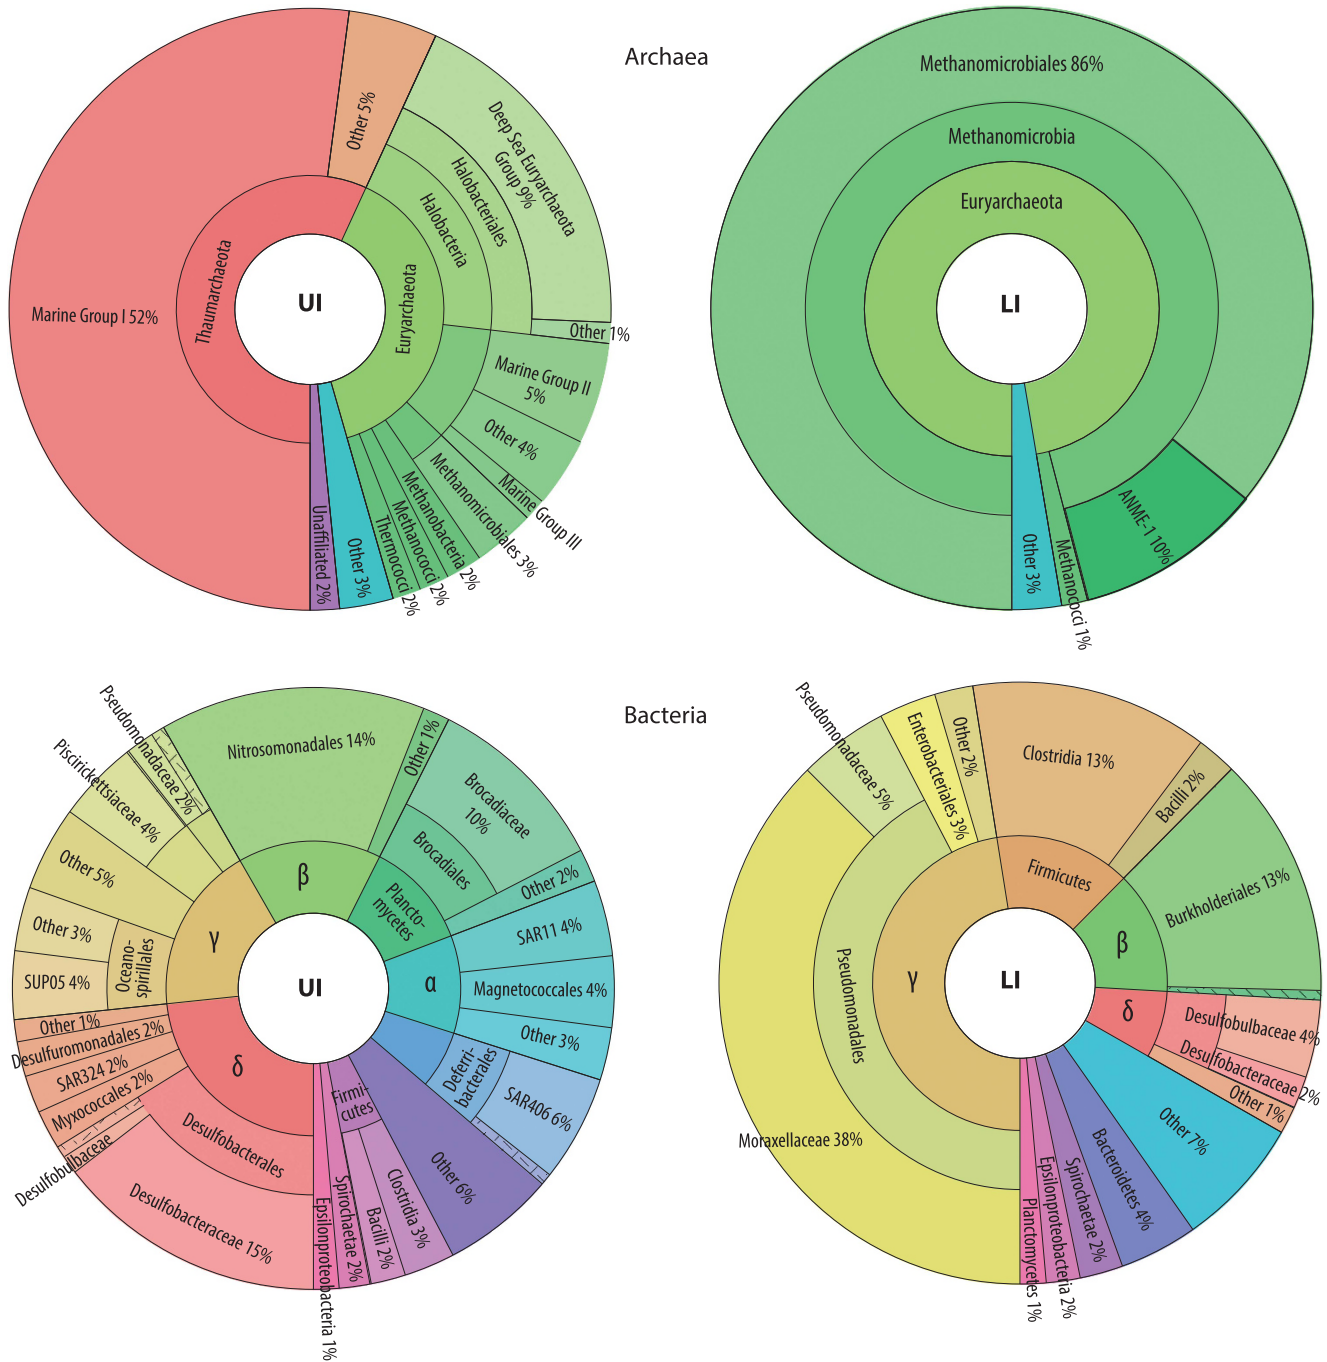 Archaea
UI
Thaumarchaeota
Marine Group I 52%
Other 5%
Euryarchaeota
Halobacteria
Halobacteriales
Deep Sea Euryarchaeota
Group 9%
Other 1%
Marine Group II
5%
Other 4%
Marine Group III
Methanomicrobiales 3%
Methanobacteria 2%
Methanococci 2%
Thermococci 2%
Other 3%
Unaffiliated 2%
LI
Euryarchaeota
Methanomicrobia
Methanomicrobiales 86%
ANME-1 10%
Methanococci 1%
Other 3%
Bacteria
UI
β
Nitrosomonadales 14%
Other 1%
Plancto-
mycetes
Brocadiales
Brocadiaceae
10%
Other 2%
α
SAR11 4%
Magnetococcales 4%
Other 3%
Deferri-
bacterales
SAR406 6%
Other 6%
Firmi-
cutes
Clostridia 3%
Bacilli 2%
Spirochaetae 2%
Epsilonproteobacteria 1%
δ
Desulfobacterales
Desulfobacteraceae 15%
Desulfobulbaceae
Myxococcales 2%
SAR324 2%
Desulfuromonadales 2%
Other 1%
γ
Oceano-
spirillales
SUP05 4%
Other 3%
Other 5%
Piscirickettsiaceae 4%
Pseudomonadaceae 2%
LI
γ
Pseudomonadales
Moraxellaceae 38%
Pseudomonadaceae 5%
Enterobacteriales 3%
Other 2%
Firmicutes
Clostridia 13%
Bacilli 2%
β
Burkholderiales 13%
δ
Desulfobulbaceae 4%
Desulfobacteraceae 2%
Other 1%
Other 7%
Bacteroidetes 4%
Spirochaetae 2%
Epsilonproteobacteria 2%
Planctomycetes 1%